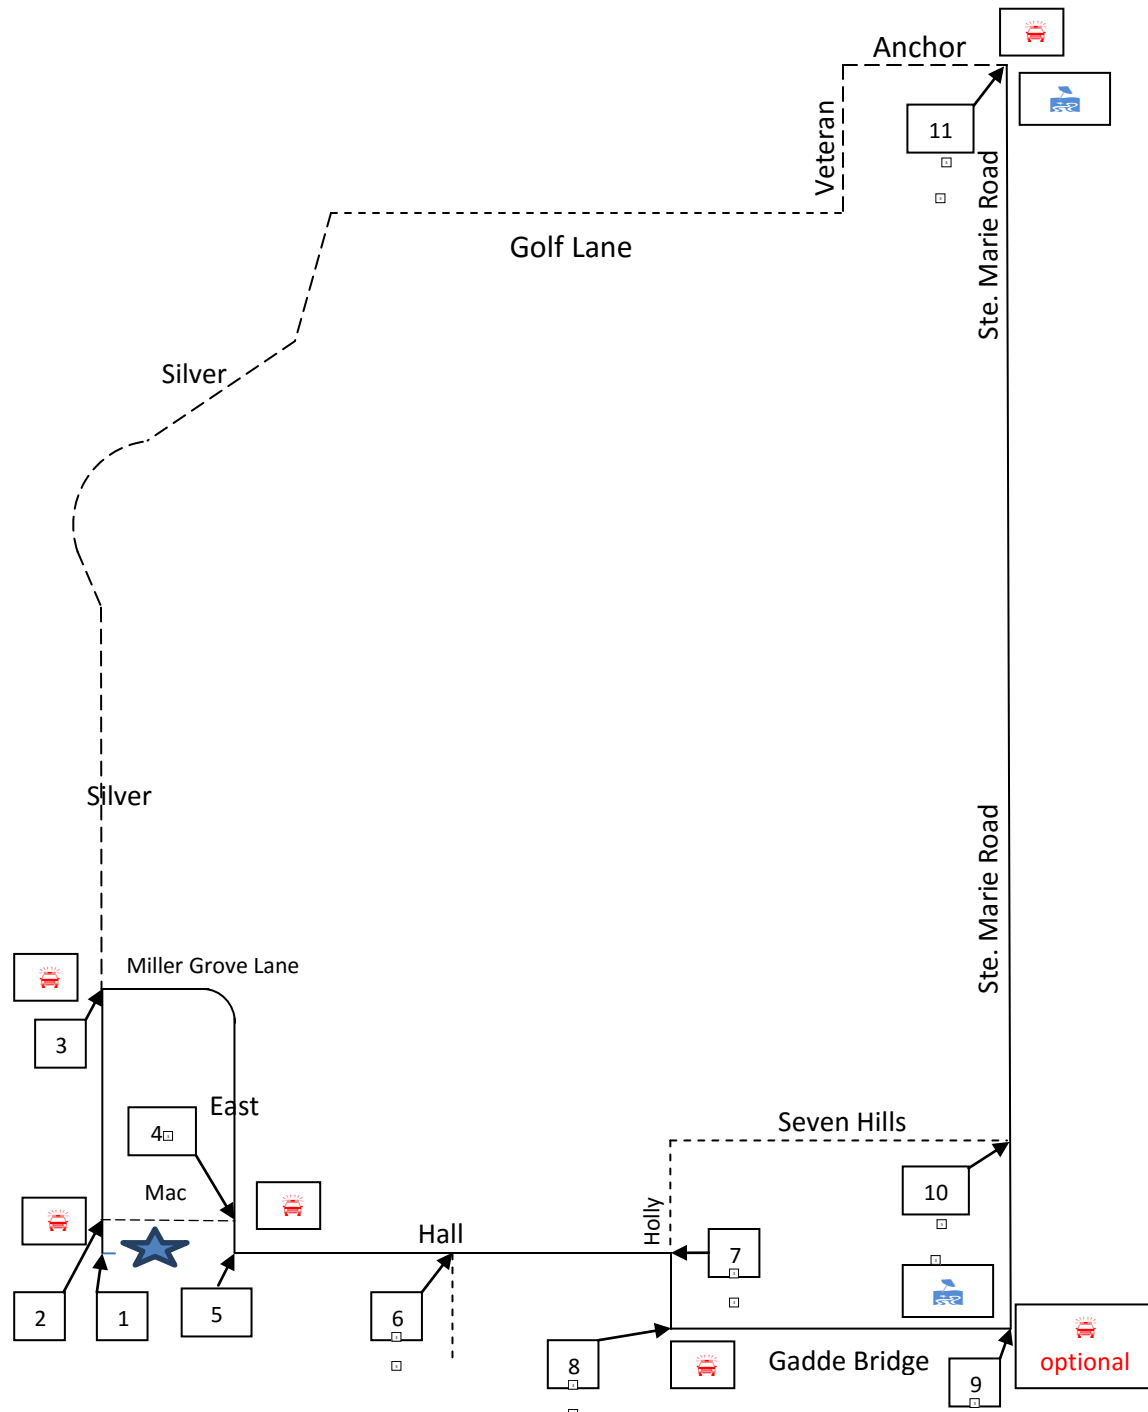 Anchor
11
Veteran
Ste. Marie Road
Golf Lane
Silver
Silver
Ste. Marie Road
Miller Grove Lane
3
East
4
Seven Hills
Mac
10
Holly
Hall
7
2
1
5
6
8
Gadde Bridge
9
optional